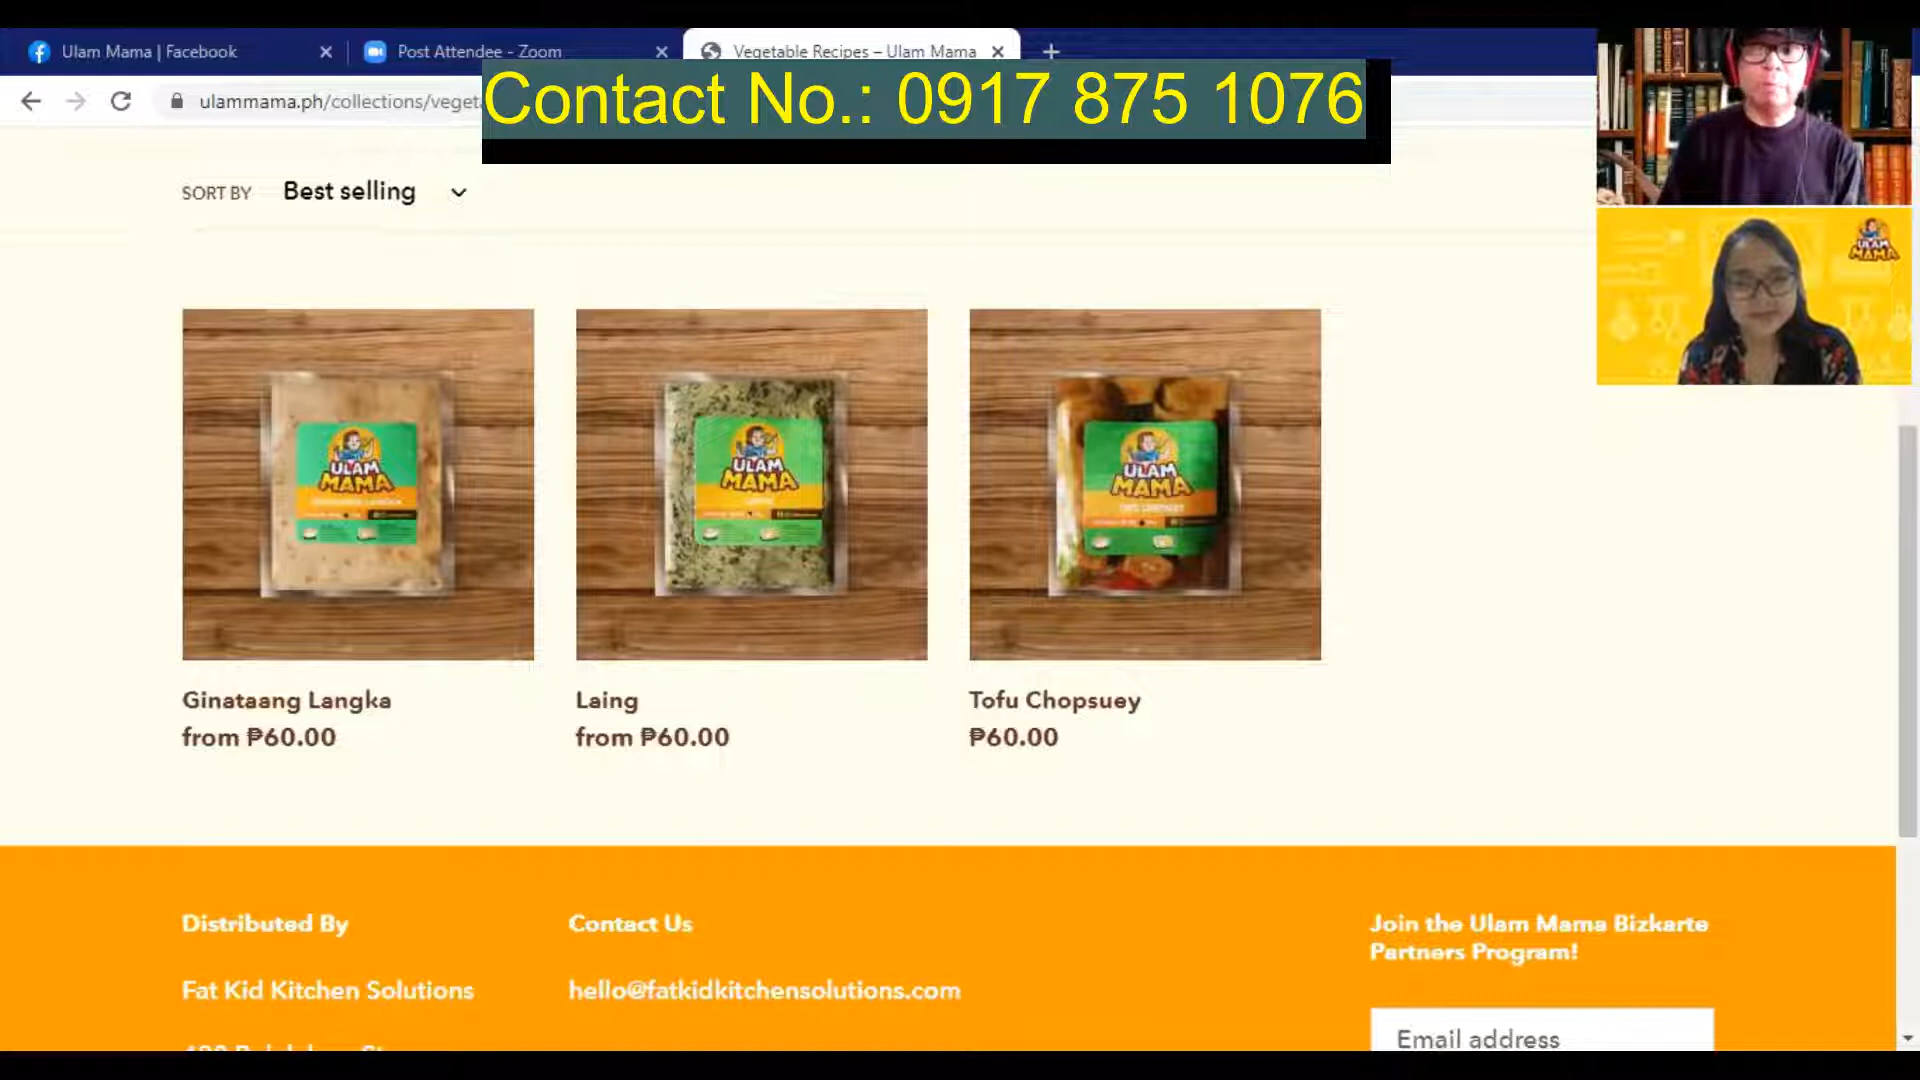 Ulam Mama | Facebook
Post Attendee - Zoom
Vegetable Recipes – Ulam Mama
ulammama.ph/collections/veget
Contact No.: 0917 875 1076
SORT BY Best selling
ULAM MAMA
ULAM
MAMA
ULAM
MAMA
ULAM
MAMA
Ginataang Langka
from ₱60.00
Laing
from ₱60.00
Tofu Chopsuey
₱60.00
Distributed By
Fat Kid Kitchen Solutions
Contact Us
hello@fatkidkitchensolutions.com
Join the Ulam Mama Bizkarte
Partners Program!
Email address